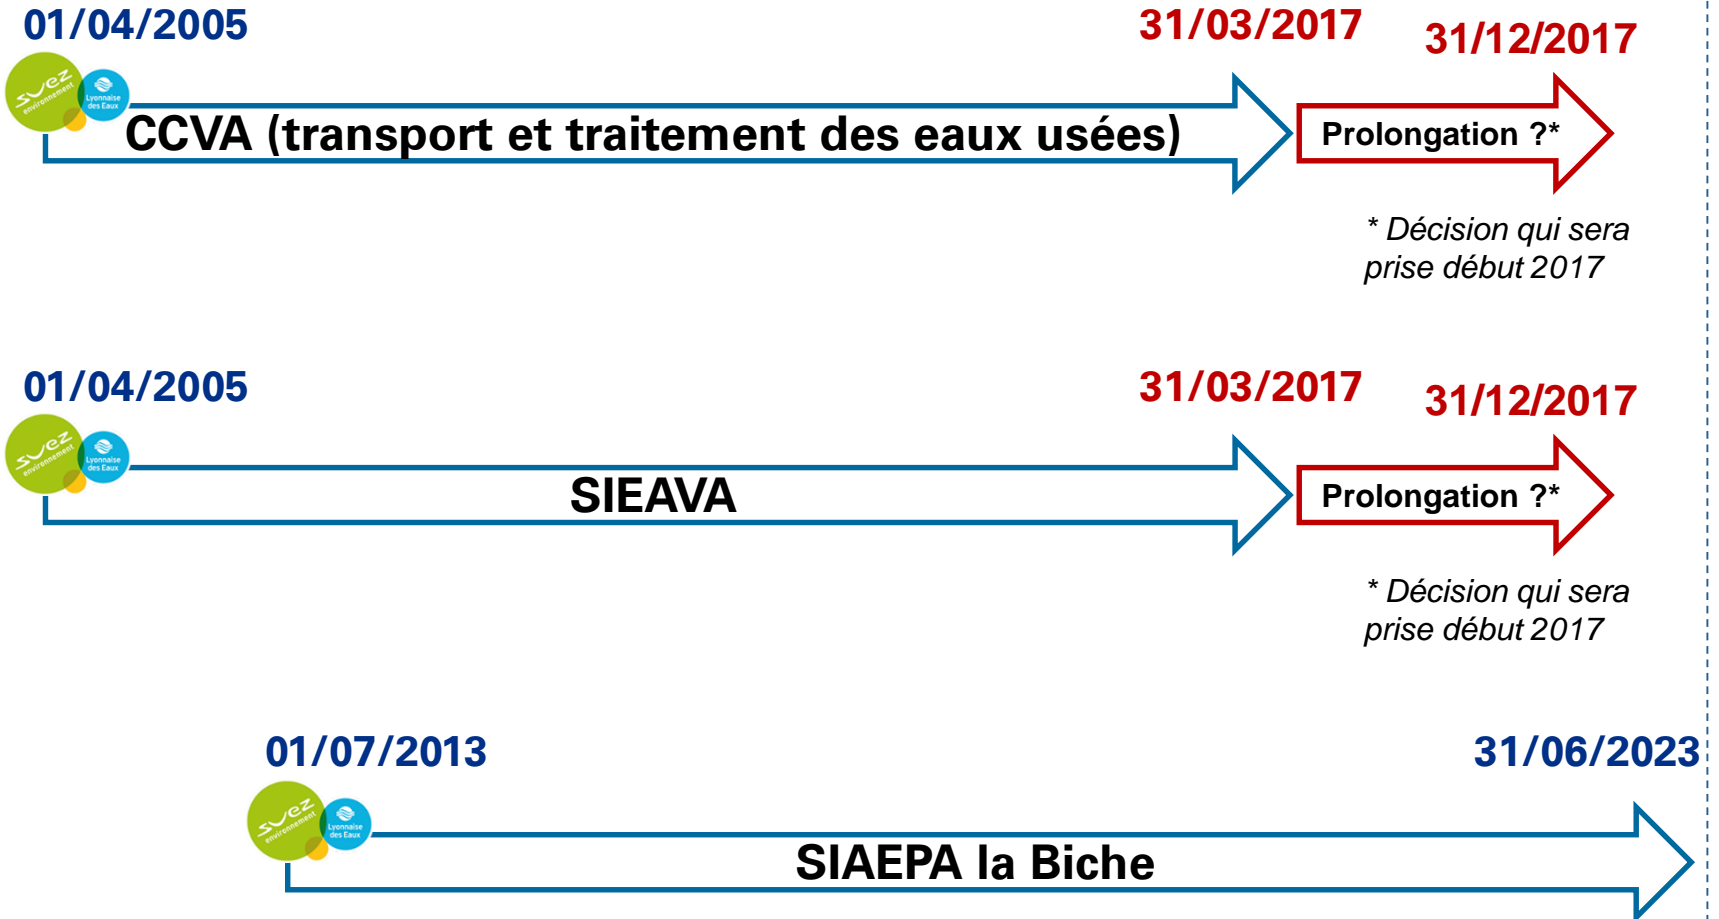 01/04/2005
31/03/2017
31/12/2017
suez
environnement
Lyonnaise
des Eaux
CCVA (transport et traitement des eaux usées)
Prolongation ?*
* Décision qui sera
prise début 2017
01/04/2005
31/03/2017
31/12/2017
suez
environnement
Lyonnaise
des Eaux
SIEAVA
Prolongation ?*
* Décision qui sera
prise début 2017
01/07/2013
31/06/2023
suez
environnement
Lyonnaise
des Eaux
SIAEPA la Biche